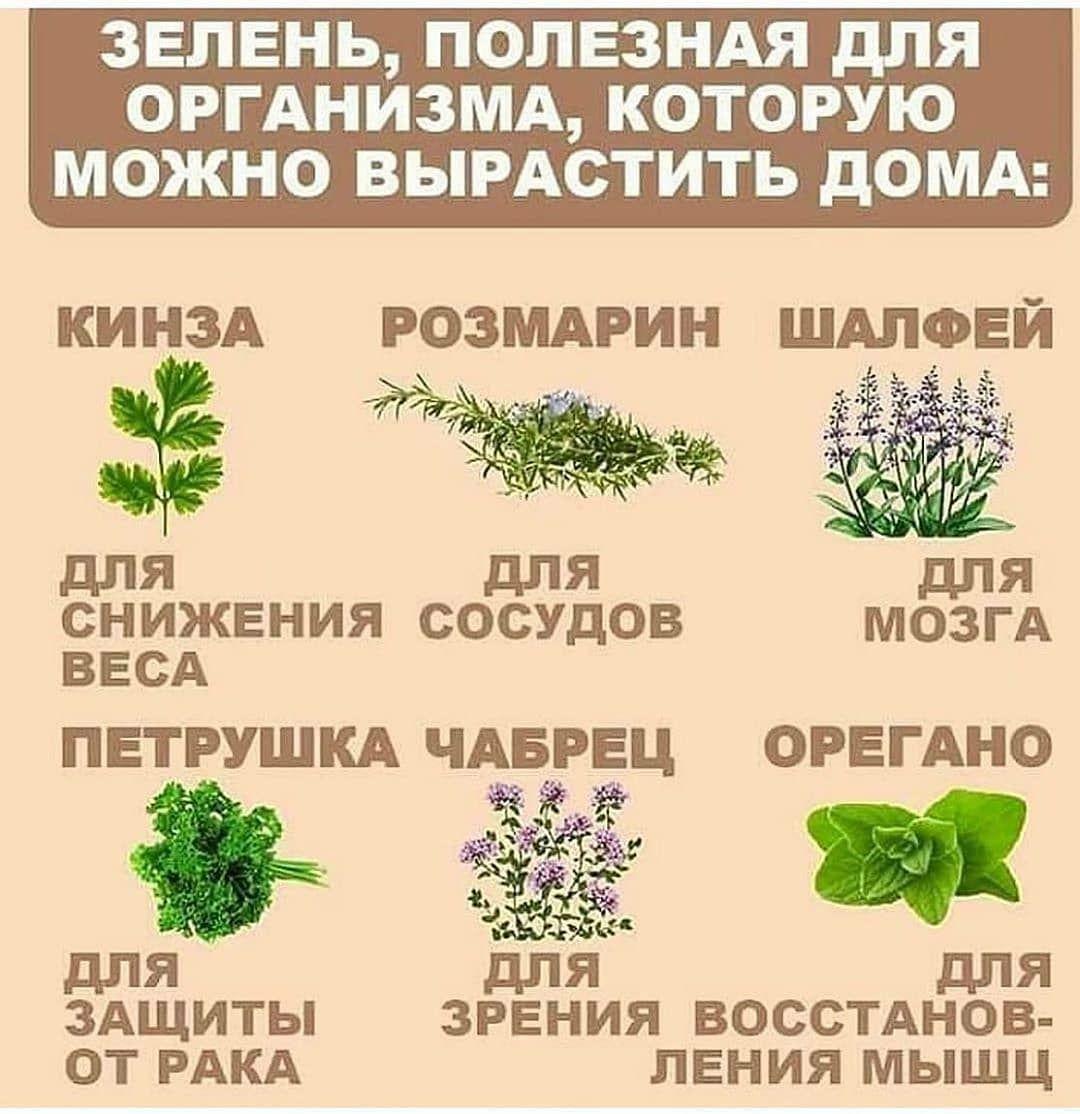 ЗЕЛЕНЬ, ПОЛЕЗНАЯ ДЛЯ
ОРГАНИЗМА, КОТОРУЮ
МОЖНО ВЫРАСТИТЬ ДОМА:
КИНЗА
ДЛЯ
СНИЖЕНИЯ
ВЕСА
РОЗМАРИН
ДЛЯ
СОСУДОВ
ШАЛФЕЙ
ДЛЯ
МОЗГА
ПЕТРУШКА
ДЛЯ
ЗАЩИТЫ
ОТ РАКА
ЧАБРЕЦ
ДЛЯ
ЗРЕНИЯ
ОРЕГАНО
ДЛЯ
ВОССТАНОВ-
ЛЕНИЯ МЫШЦ